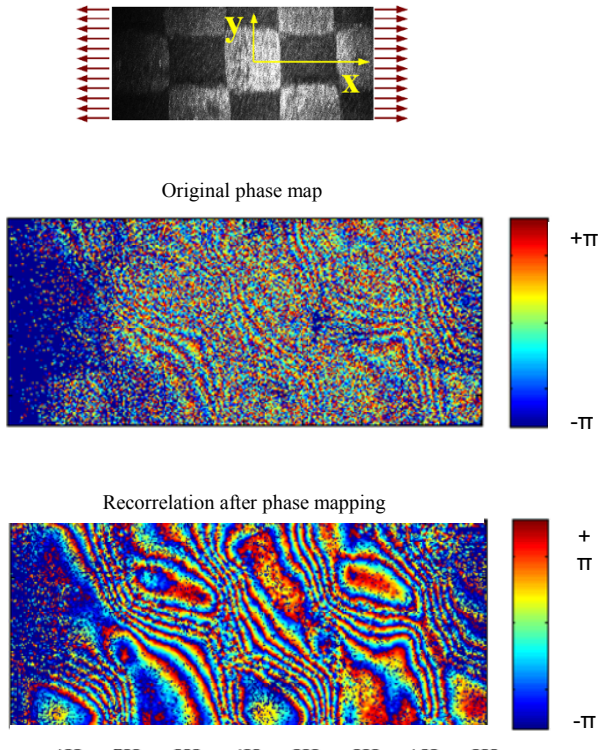 y
x
Original phase map
+π
-π
Recorrelation after phase mapping
+
π
-π